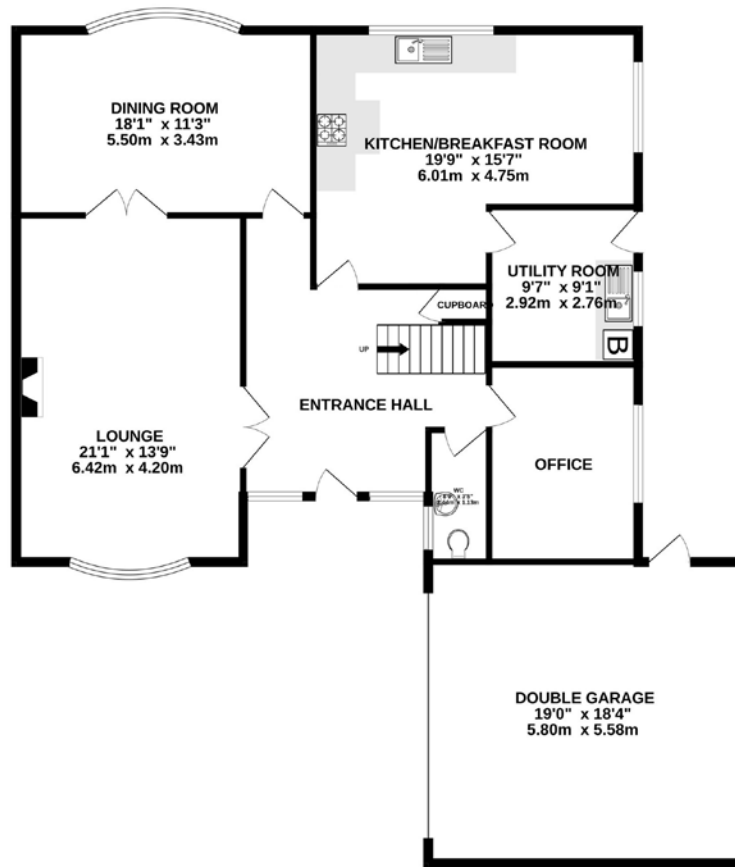 DINING ROOM
18'1" x 11'3"
5.50m x 3.43m
KITCHEN/BREAKFAST ROOM
19'9" x 15'7"
6.01m x 4.75m
UTILITY ROOM
9'7" x 9'1"
2.92m x 2.76m
B
CUPBOARD
UP
ENTRANCE HALL
LOUNGE
21'1" x 13'9"
6.42m x 4.20m
OFFICE
WC
DOUBLE GARAGE
19'0" x 18'4"
5.80m x 5.58m